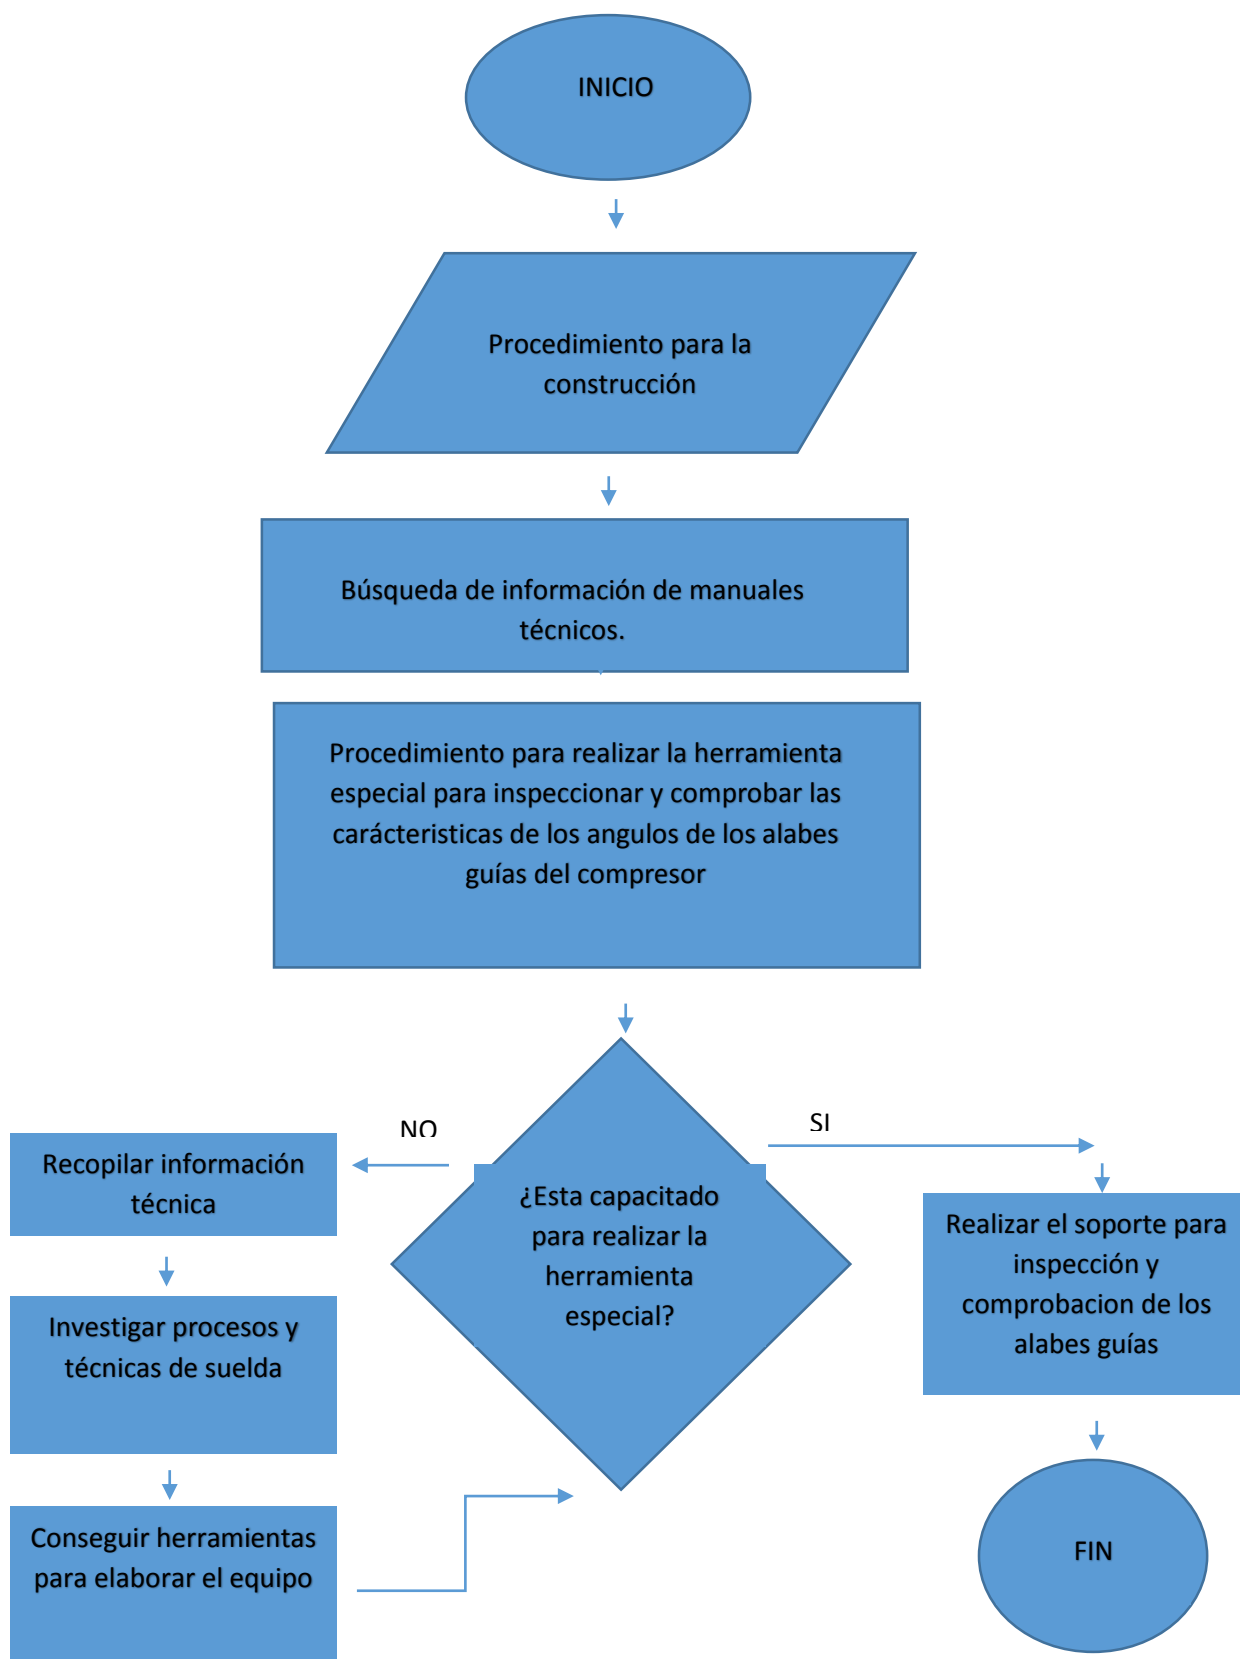 INICIO
Procedimiento para la
construcción
Búsqueda de información de manuales
técnicos.
Procedimiento para realizar la herramienta
especial para inspeccionar y comprobar las
carácteristicas de los angulos de los alabes
guías del compresor
NO
SI
Recopilar información
técnica
¿Esta capacitado
para realizar la
herramienta
especial?
Realizar el soporte para
inspección y
comprobacion de los
alabes guías
Investigar procesos y
técnicas de suelda
Conseguir herramientas
para elaborar el equipo
FIN